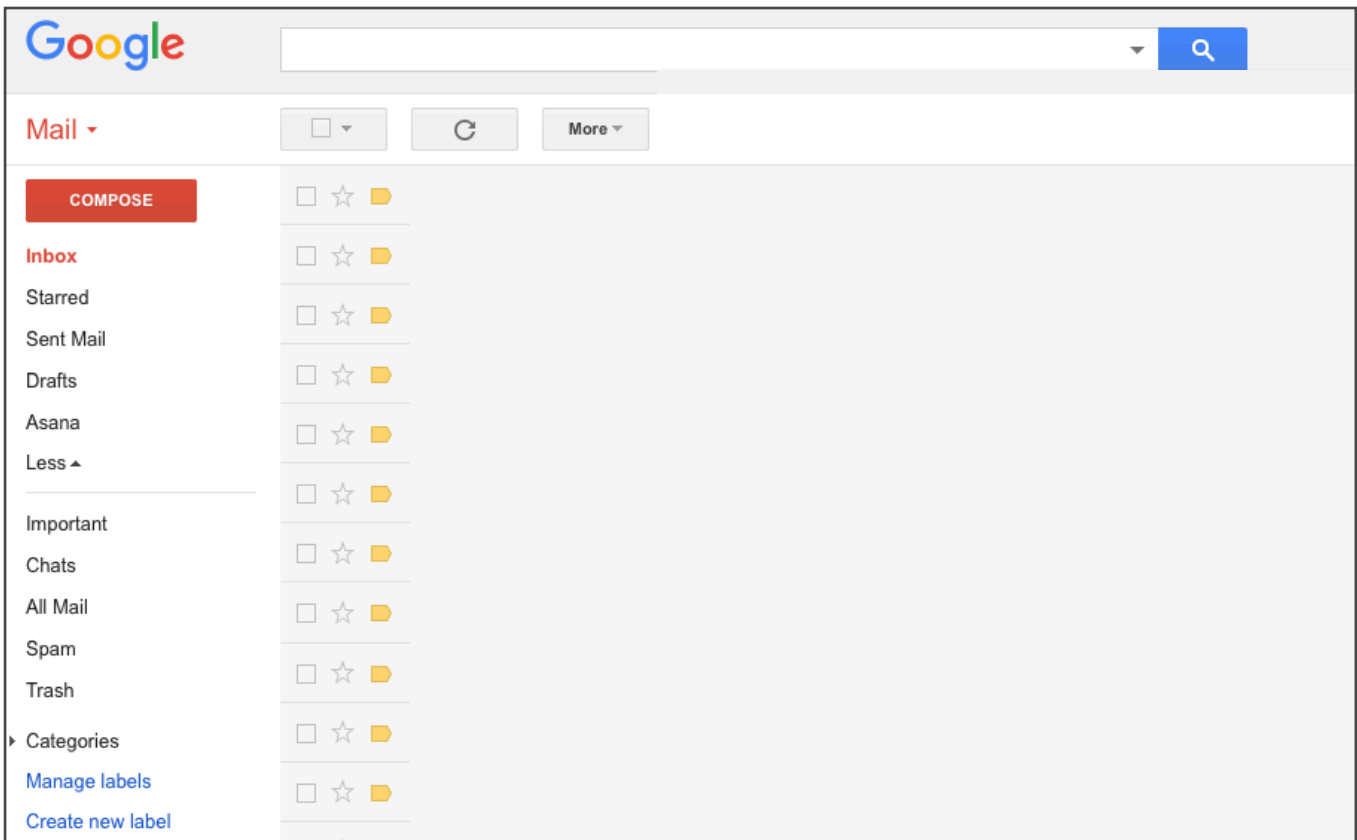 Google
Mail
More
COMPOSE
Inbox
Starred
Sent Mail
Drafts
Asana
Less
Important
Chats
All Mail
Spam
Trash
Categories
Manage labels
Create new label